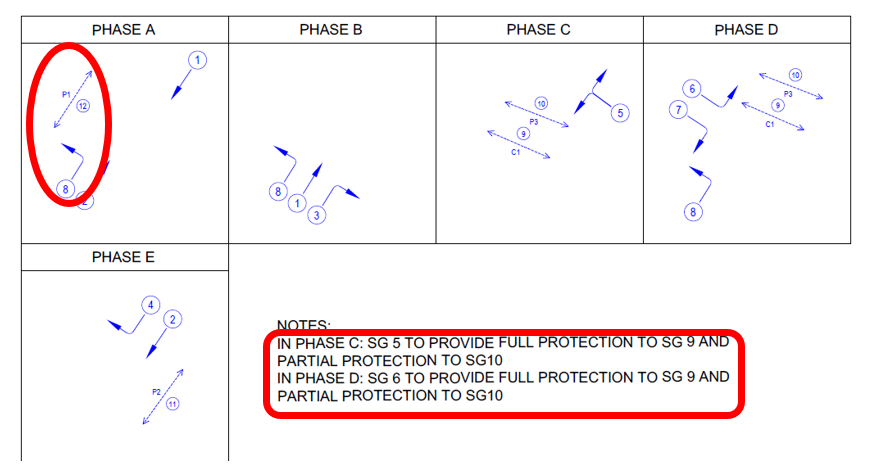 PHASE A
PHASE B
PHASE C
PHASE D
1
P1
12
8
2
8
1
3
10
P3
9
C1
5
6
7
10
P3
9
C1
8
PHASE E
4
2
P2
11
NOTES:
IN PHASE C: SG 5 TO PROVIDE FULL PROTECTION TO SG 9 AND
PARTIAL PROTECTION TO SG10
IN PHASE D: SG 6 TO PROVIDE FULL PROTECTION TO SG 9 AND
PARTIAL PROTECTION TO SG10